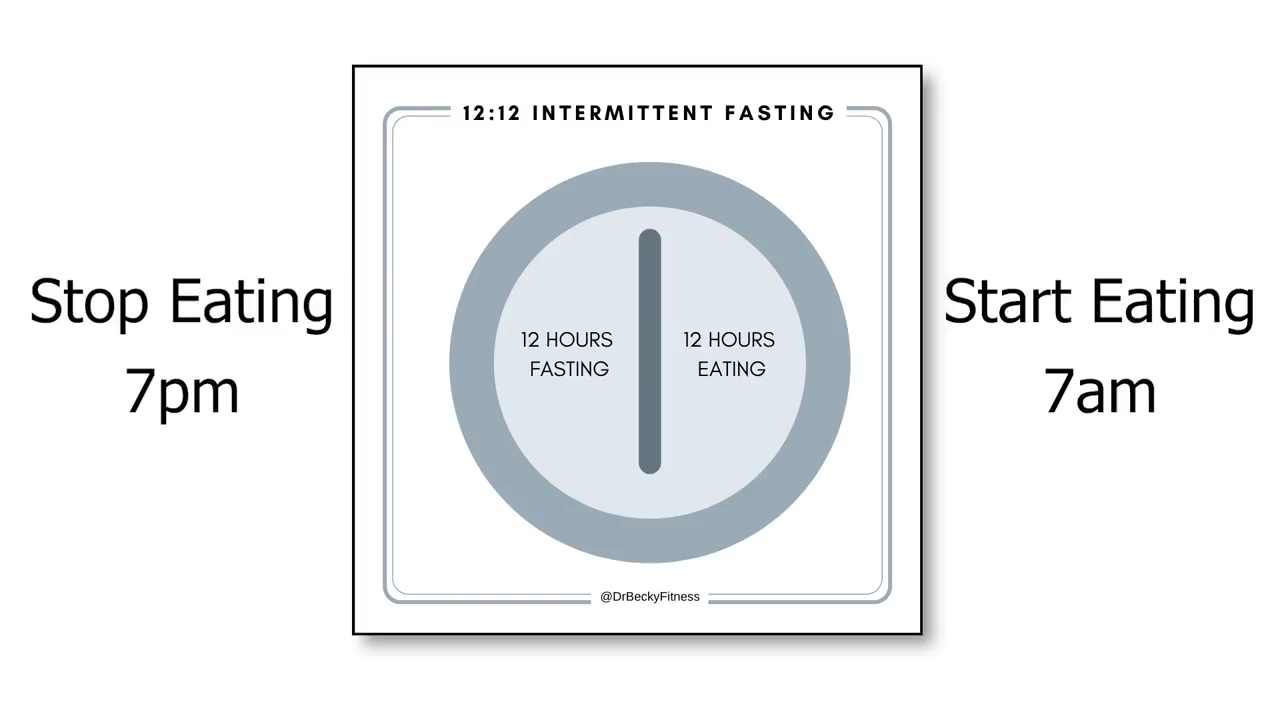 12:12 INTERMITTENT FASTING
Stop Eating
7pm
12 HOURS
FASTING
12 HOURS
EATING
Start Eating
7am
@DrBeckyFitness